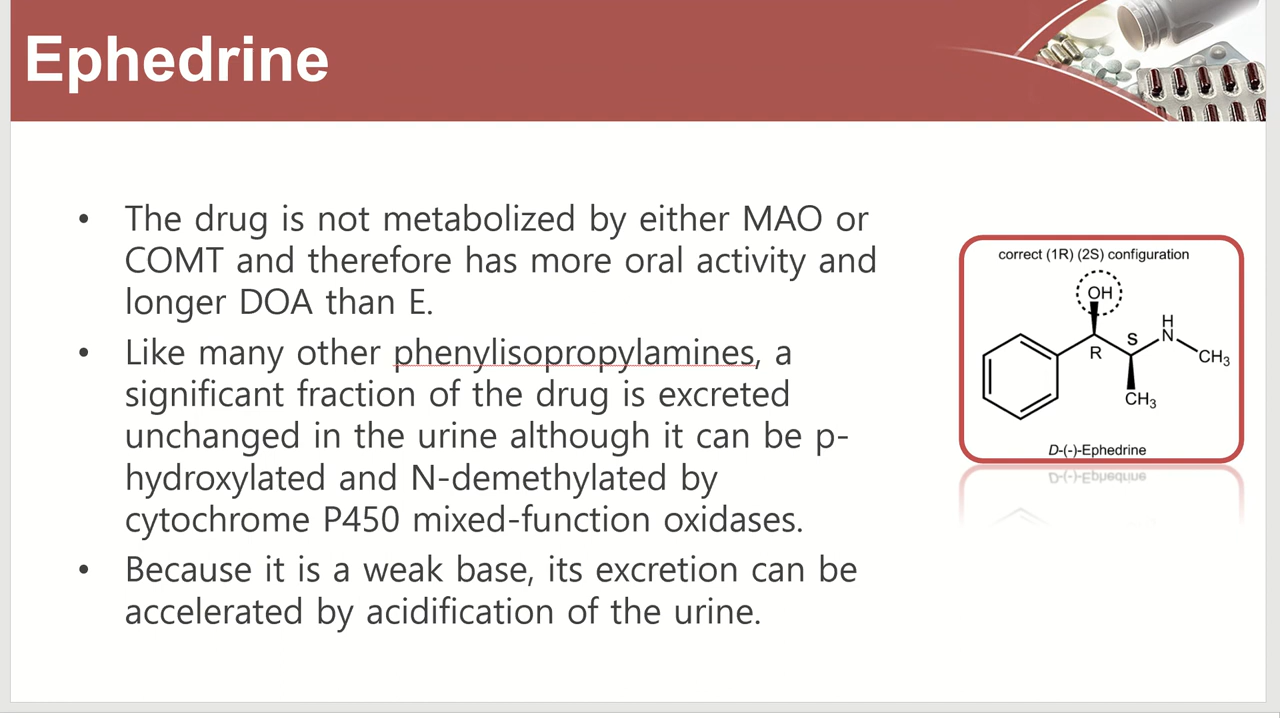 Ephedrine
• The drug is not metabolized by either MAO or
COMT and therefore has more oral activity and
longer DOA than E.
• Like many other phenylisopropylamines, a
significant fraction of the drug is excreted
unchanged in the urine although it can be p-
hydroxylated and N-demethylated by
cytochrome P450 mixed-function oxidases.
• Because it is a weak base, its excretion can be
accelerated by acidification of the urine.
correct (1R) (2S) configuration
OH
H
N
S
R
CH3
CH3
D-(-)-Ephedrine